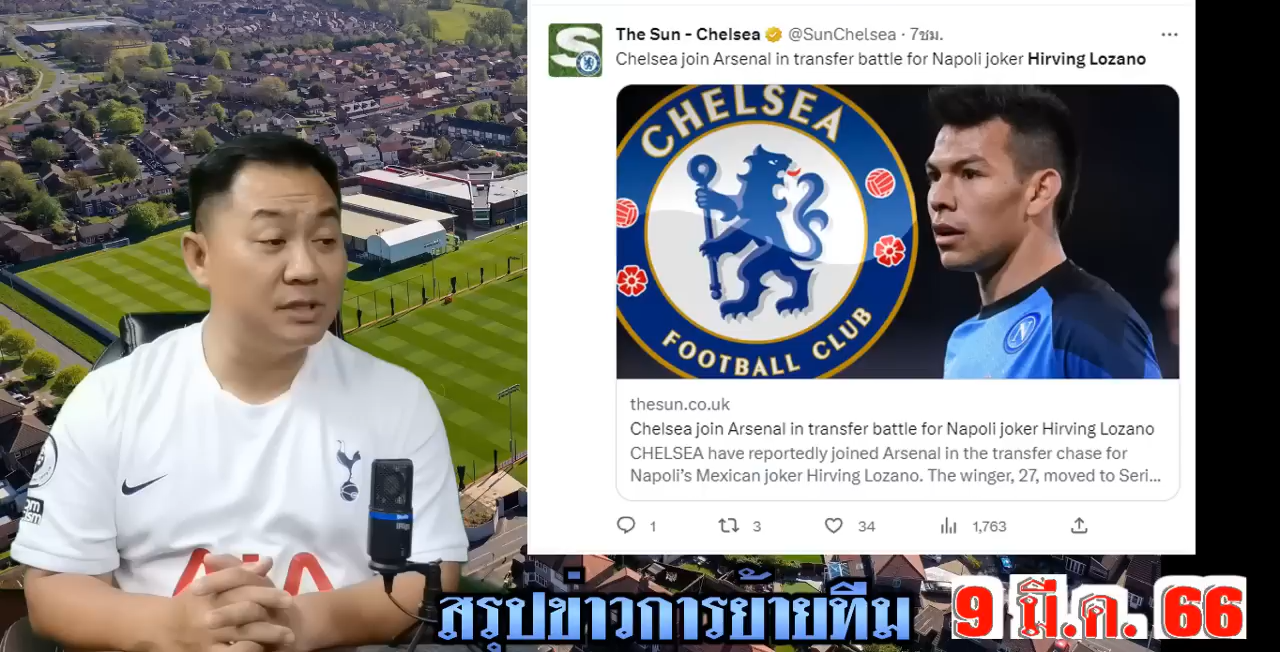 The Sun - Chelsea @SunChelsea · 7ชม.
Chelsea join Arsenal in transfer battle for Napoli joker Hirving Lozano
CHELSEA
FOOTBALL CLUB
N
thesun.co.uk
Chelsea join Arsenal in transfer battle for Napoli joker Hirving Lozano
CHELSEA have reportedly joined Arsenal in the transfer chase for
Napoli’s Mexican joker Hirving Lozano. The winger, 27, moved to Seri...
1 3 34 1,763
AIA
สรุปข่าวการย้ายทีม 9 มี.ค. 66